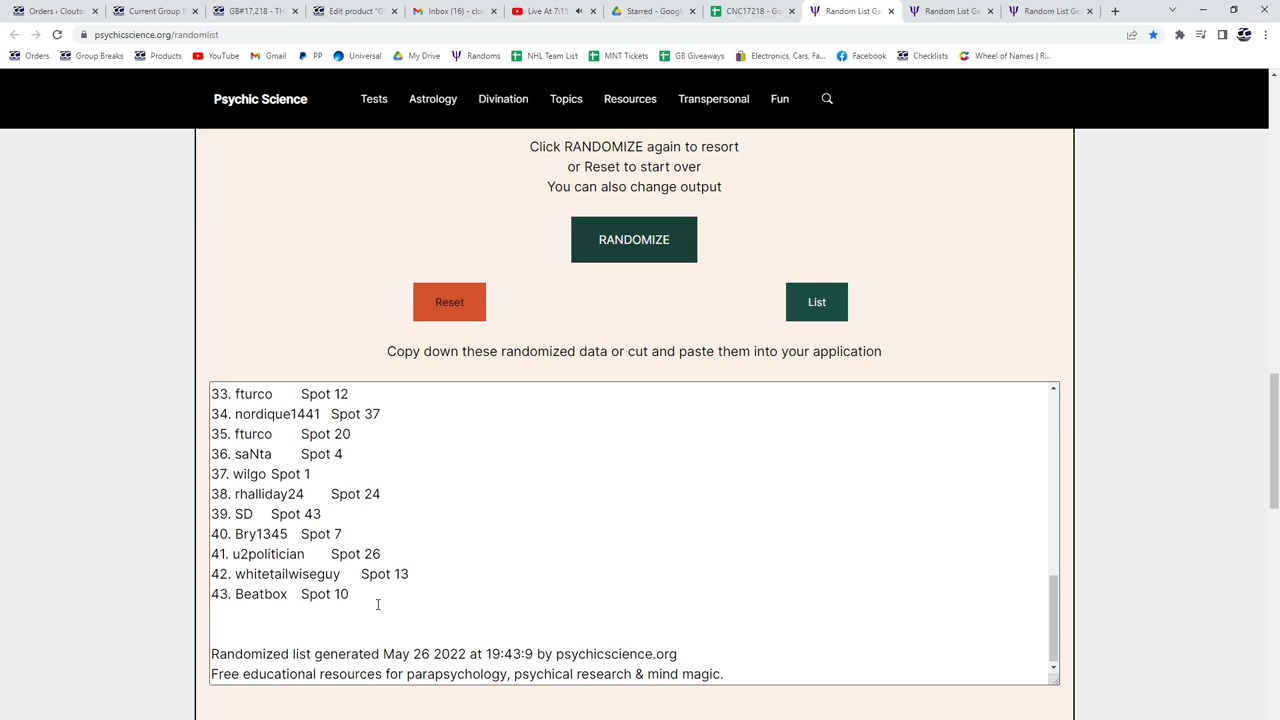 Orders < Clouts
Current Group
GB#17,218 - TH
Edit product "G
Inbox (16) - clo
Live At 7:15
Starred - Google
CNC17218 - Go
Random List Ge
Random List Ge
Random List Ge
psychicscience.org/randomlist
Orders Group Breaks Products YouTube Gmail PP Universal My Drive Randoms NHL Team List MNT Tickets GB Giveaways Electronics, Cars, Fa... Facebook Checklists Wheel of Names | R...
Psychic Science Tests Astrology Divination Topics Resources Transpersonal Fun
Click RANDOMIZE again to resort
or Reset to start over
You can also change output
RANDOMIZE
Reset List
Copy down these randomized data or cut and paste them into your application
33. fturco Spot 12
34. nordique1441 Spot 37
35. fturco Spot 20
36. saNta Spot 4
37. wilgo Spot 1
38. rhalliday24 Spot 24
39. SD Spot 43
40. Bry1345 Spot 7
41. u2politician Spot 26
42. whitetailwiseguy Spot 13
43. Beatbox Spot 10
Randomized list generated May 26 2022 at 19:43:9 by psychicscience.org
Free educational resources for parapsychology, psychical research & mind magic.